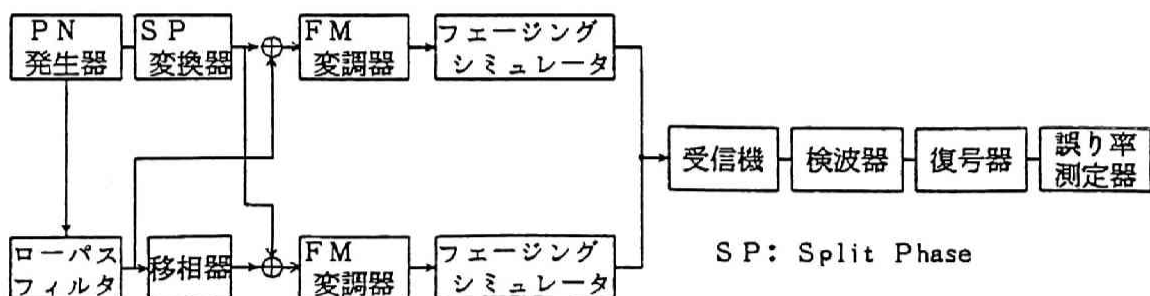 PN
発生器
SP
変換器
FM
変調器
フェージング
シミュレータ
受信機
検波器
復号器
誤り率
測定器
ローパス
フィルタ
移相器
FM
変調器
フェージング
シミュレータ
SP: Split Phase